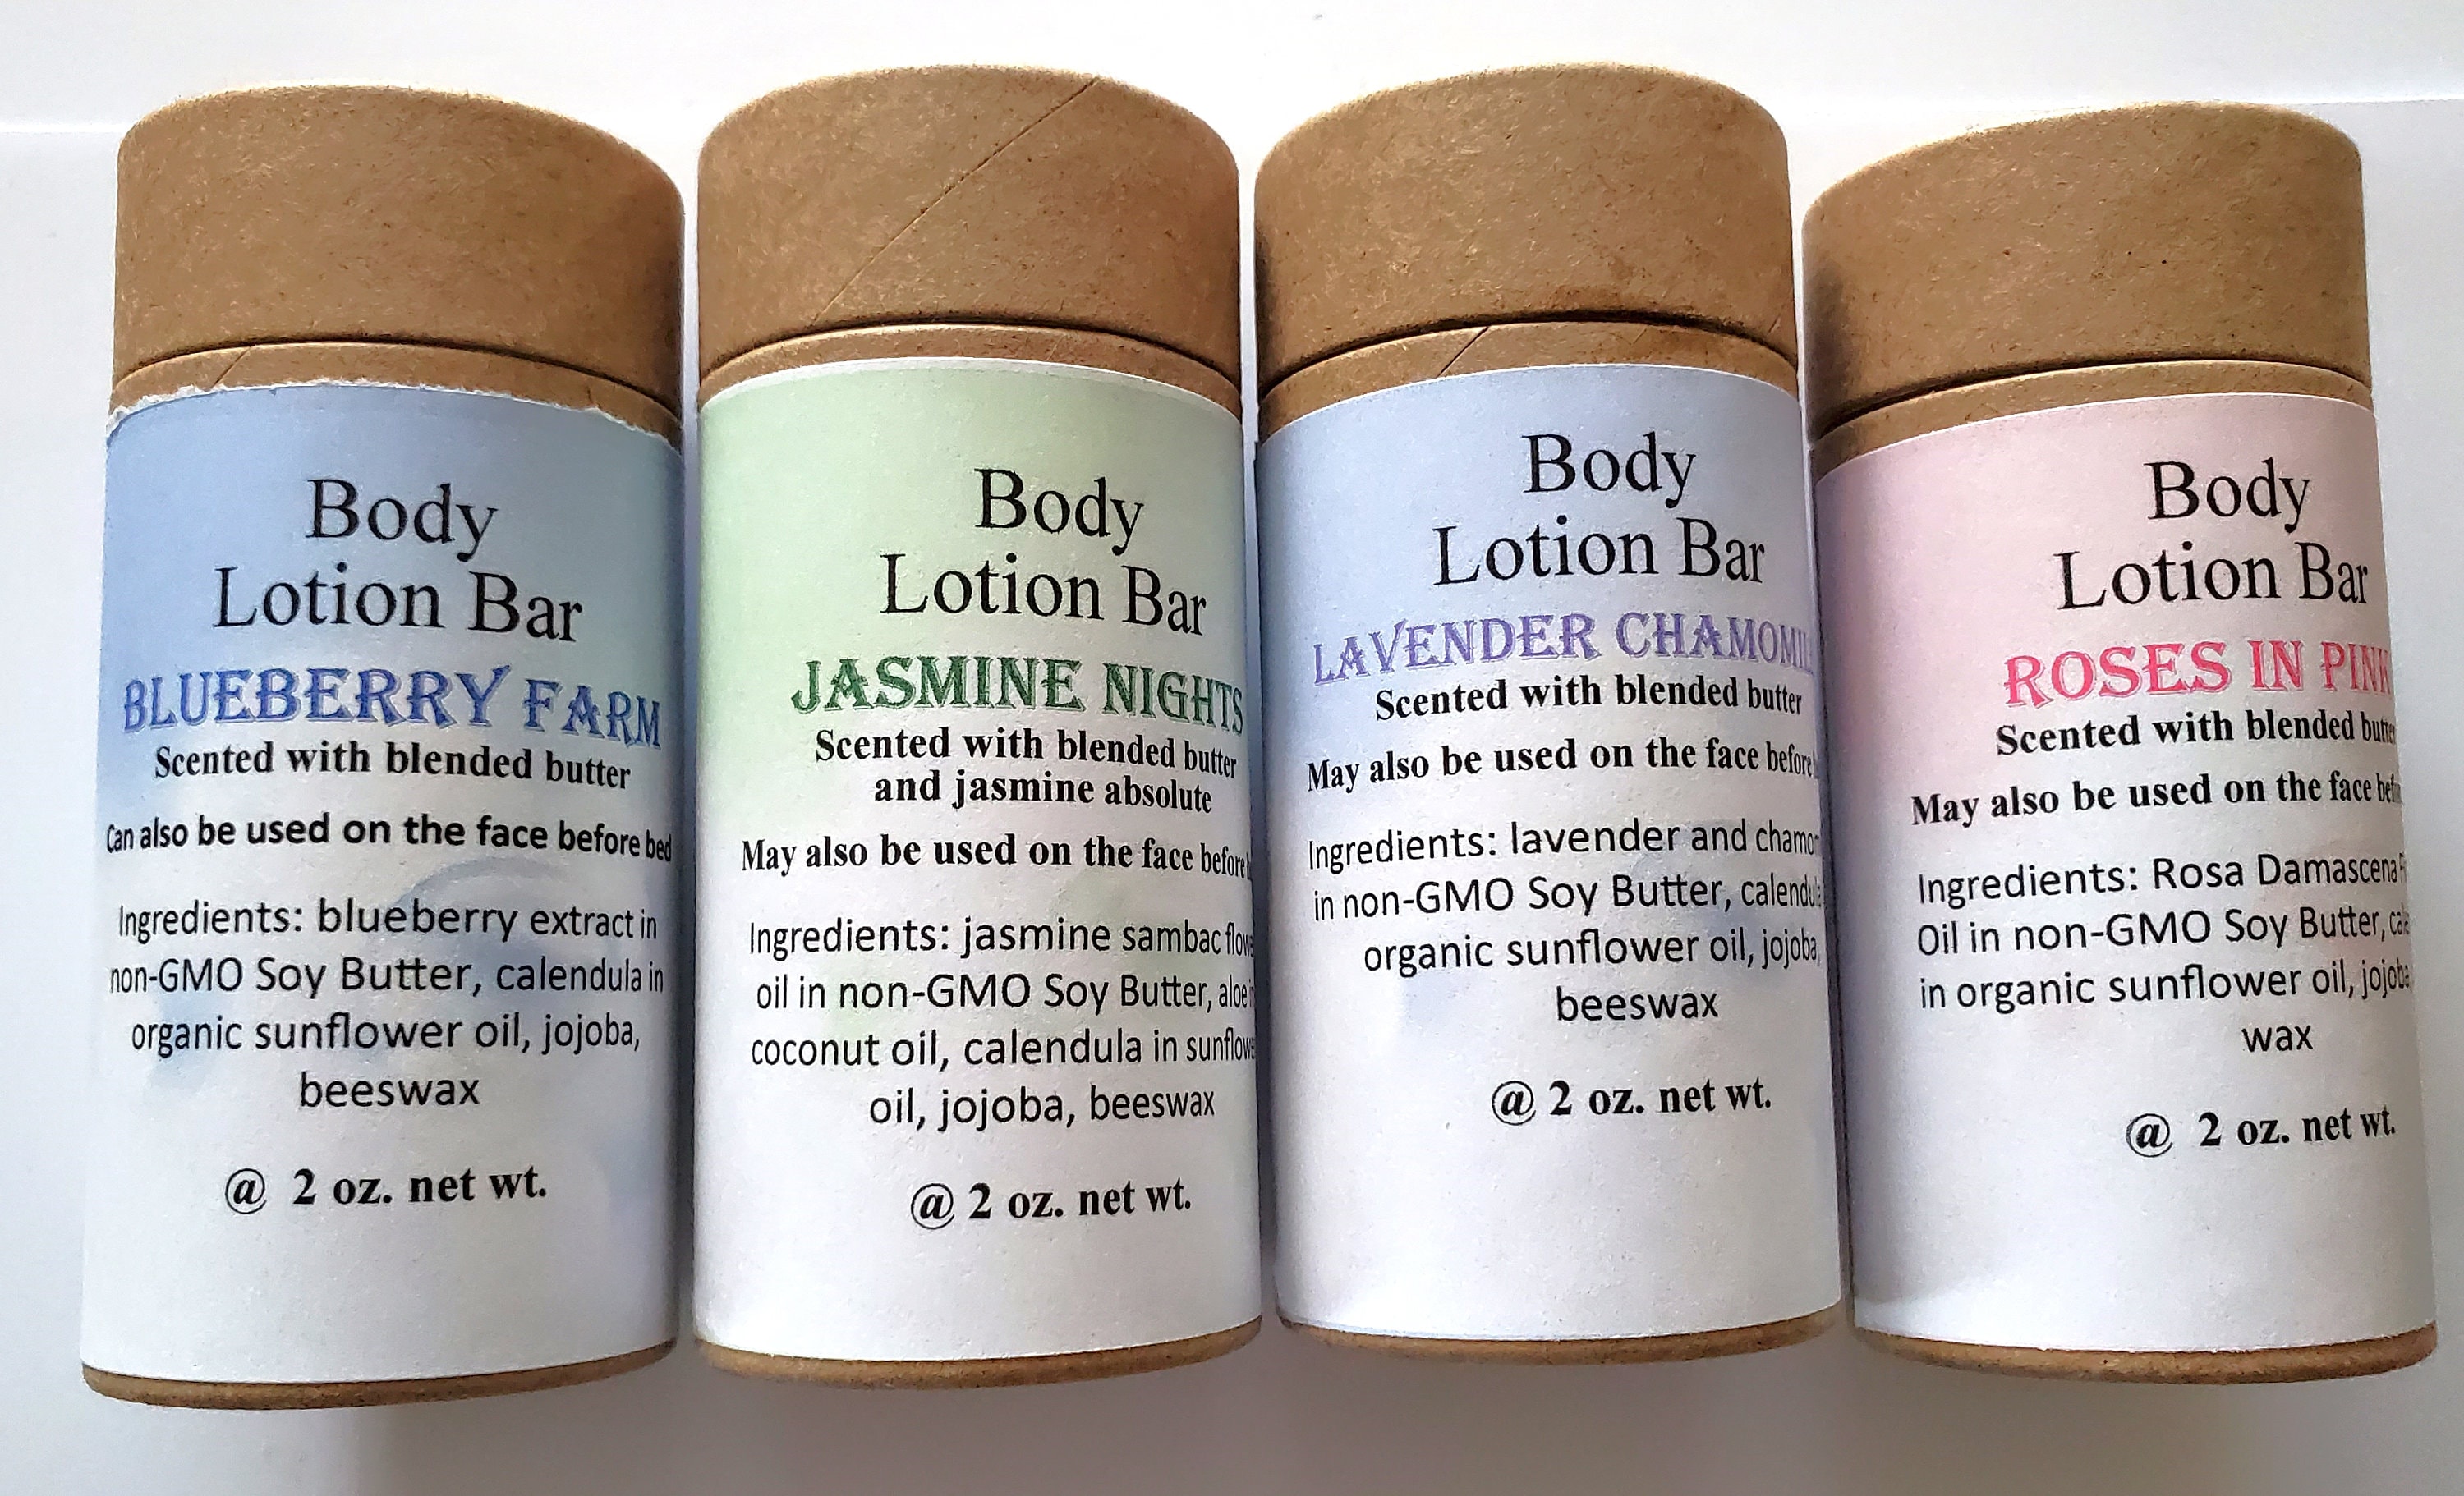 Body
Lotion Bar
BLUEBERRY FARM
Scented with blended butter
Can also be used on the face before bed
Ingredients: blueberry extract in
non-GMO Soy Butter, calendula in
organic sunflower oil, jojoba,
beeswax
@ 2 oz. net wt.
Body
Lotion Bar
JASMINE NIGHTS
Scented with blended butter
and jasmine absolute
May also be used on the face before
Ingredients: jasmine sambac
oil in non-GMO Soy Butter, aloe
coconut oil, calendula in
oil, jojoba, beeswax
@ 2 oz. net wt.
Body
Lotion Bar
LAVENDER
Scented with blended butter
May also be used on the face before
Ingredients: lavender and
in non-GMO Soy Butter,
organic sunflower oil, jojoba,
beeswax
@ 2 oz. net wt.
Body
Lotion Bar
ROSES IN PINK
Scented with blended
May also be used on the face
Ingredients: Rosa Damascena
Oil in non-GMO Soy Butter,
in organic sunflower oil, jojoba
wax
@ 2 oz. net wt.